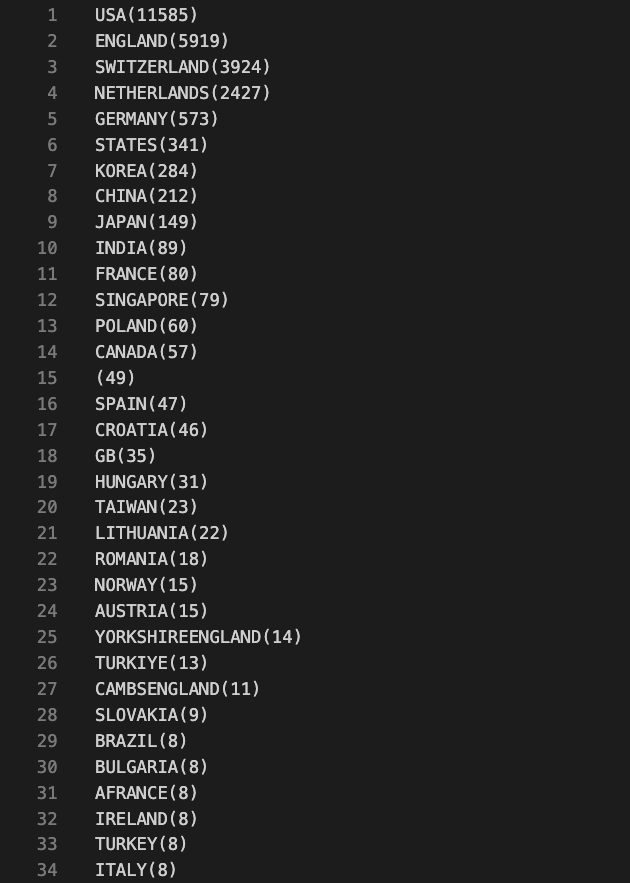 1 USA(11585)
2 ENGLAND(5919)
3 SWITZERLAND(3924)
4 NETHERLANDS(2427)
5 GERMANY(573)
6 STATES(341)
7 KOREA(284)
8 CHINA(212)
9 JAPAN(149)
10 INDIA(89)
11 FRANCE(80)
12 SINGAPORE(79)
13 POLAND(60)
14 CANADA(57)
15 (49)
16 SPAIN(47)
17 CROATIA(46)
18 GB(35)
19 HUNGARY(31)
20 TAIWAN(23)
21 LITHUANIA(22)
22 ROMANIA(18)
23 NORWAY(15)
24 AUSTRIA(15)
25 YORKSHIREENGLAND(14)
26 TURKIYE(13)
27 CAMBSENGLAND(11)
28 SLOVAKIA(9)
29 BRAZIL(8)
30 BULGARIA(8)
31 AFRANCE(8)
32 IRELAND(8)
33 TURKEY(8)
34 ITALY(8)